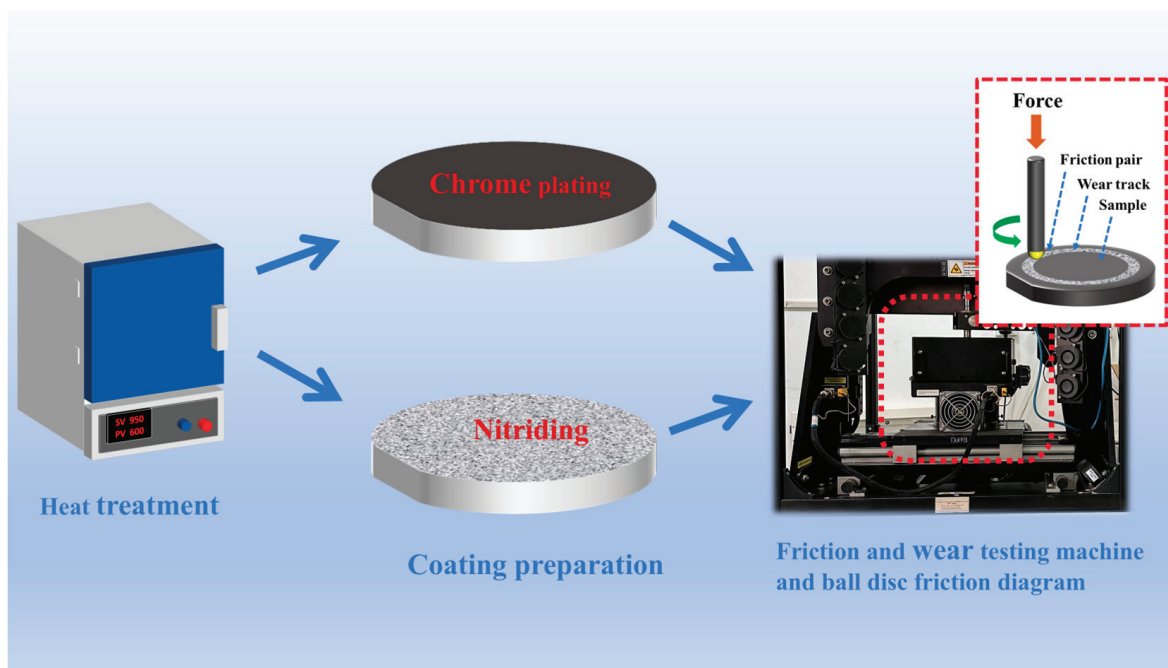 Force
Friction pair
Wear track
Sample
Chrome plating
SV 950
PV 600
Nitriding
Heat treatment
Coating preparation
Friction and wear testing machine
and ball disc friction diagram